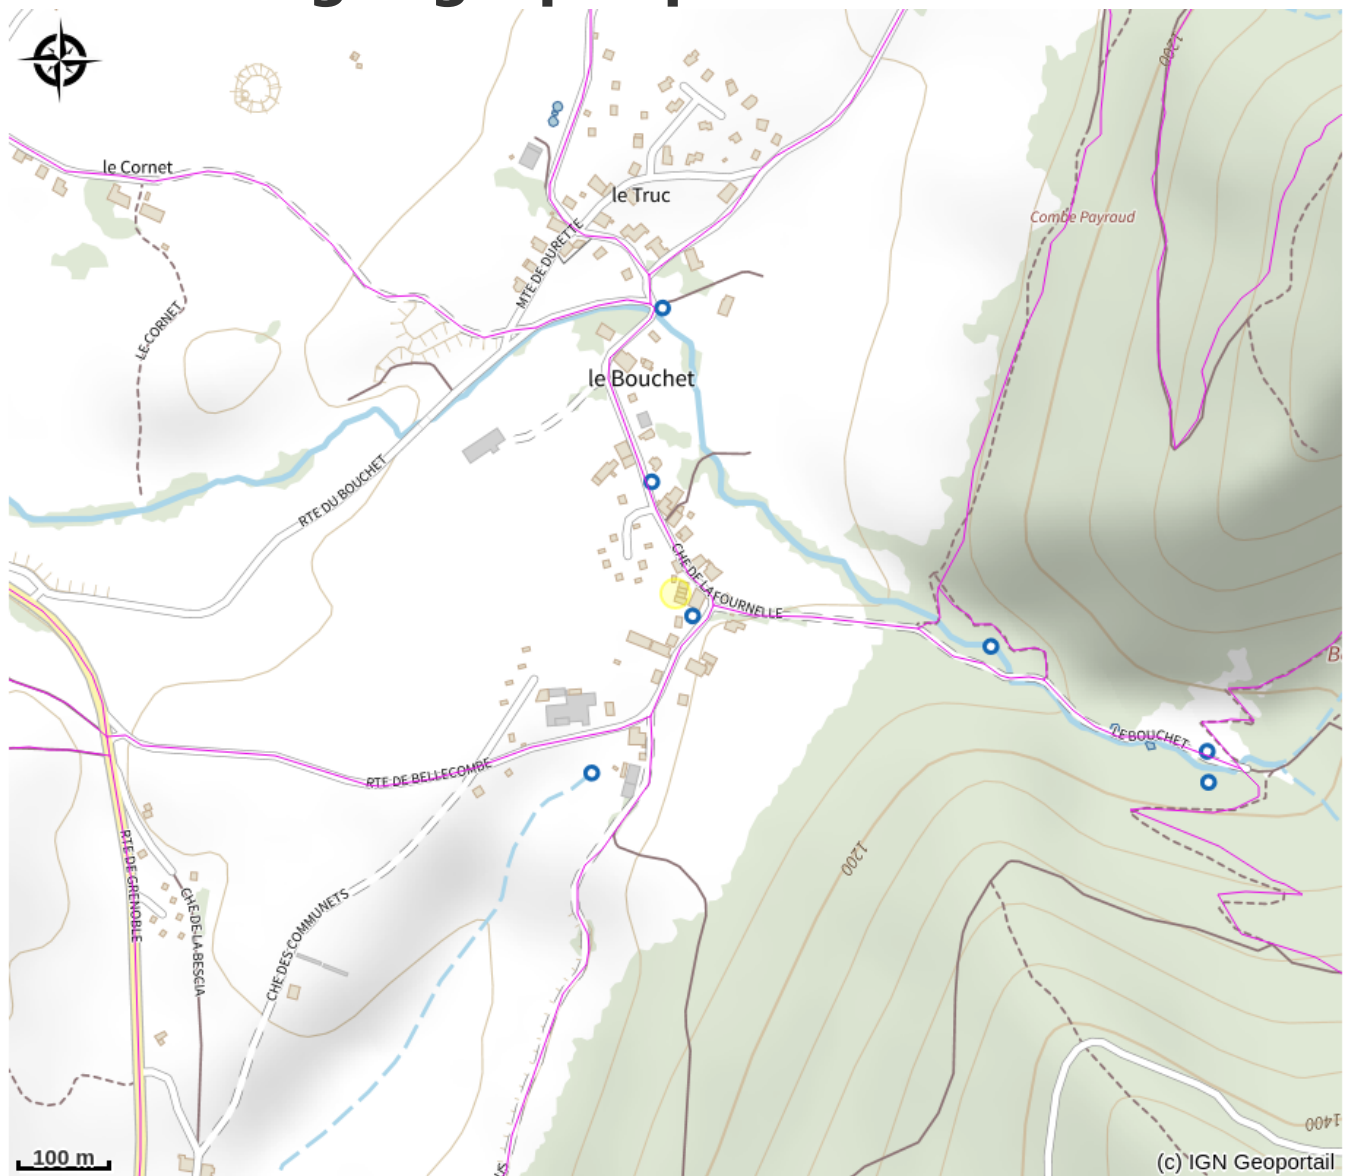 1200
le Cornet
le Truc
Combe Payraud
MTE DE DURETTE
LE CORNET
le Bouchet
RTE DU BOUCHET
CHE DE LA FOURNELLE
LE BOUCHET
RTE DE BELLECOMBE
RTE DE GRENOBLE
1200
CHE DE LA BESCIA
CHE DES COMMUNETS
1400
100 m
(c) IGN Geoportail